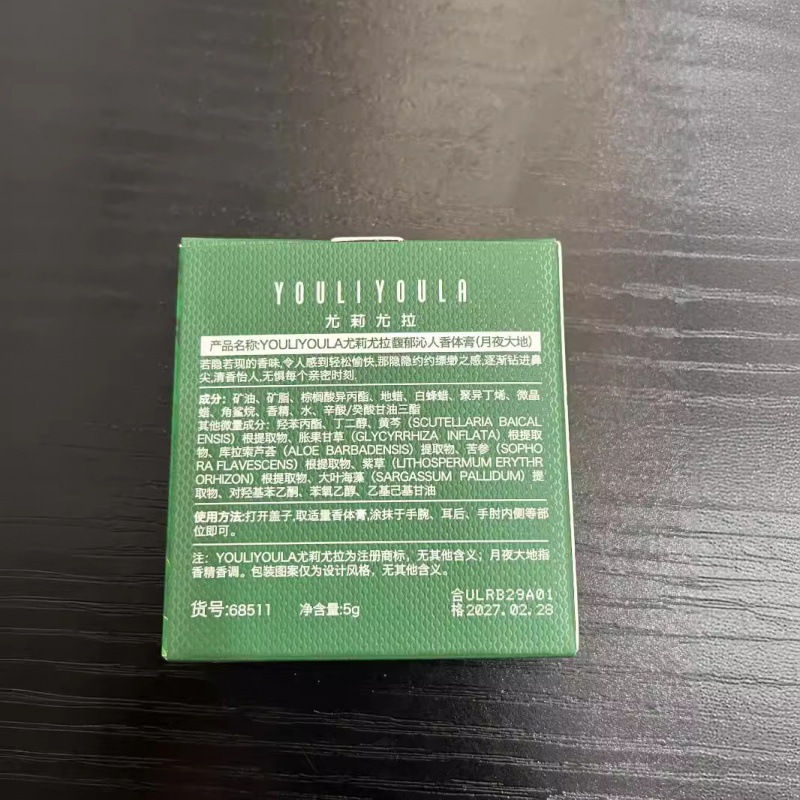 YOULIYOULA
尤莉尤拉
产品名称:YOULIYOULA尤莉尤拉馥郁沁人香体膏(月夜大地)
若隐若现的香味,令人感到轻松愉快,那隐隐约约缥缈之感,逐渐钻进鼻
尖,清香怡人,无惧每个亲密时刻.
成分: 矿油、矿脂、棕榈酸异丙酯、地蜡、白蜂蜡、聚异丁烯、微晶
蜡、角鲨烷、香精、水、辛酸/癸酸甘油三酯
其他微量成分: 羟苯丙酯、丁二醇、黄芩 (SCUTELLARIA BAICAL
ENSIS) 根提取物、胀果甘草 (GLYCYRRHIZA INFLATA) 根提取
物、库拉索芦荟 (ALOE BARBADENSIS) 提取物、苦参 (SOPHO
RA FLAVESCENS) 根提取物、紫草 (LITHOSPERMUM ERYTHR
ORHIZON) 根提取物、大叶海藻 (SARGASSUM PALLIDUM) 提
取物、对羟基苯乙酮、苯氧乙醇、乙基己基甘油
使用方法:打开盖子,取适量香体膏,涂抹于手腕、耳后、手肘内侧等部
位即可。
注: YOULIYOULA尤莉尤拉为注册商标，无其他含义；月夜大地指
香精香调。包装图案仅为设计风格，无其他含义。
货号:68511 净含量:5g
合ULRB29A01
格2027.02.28